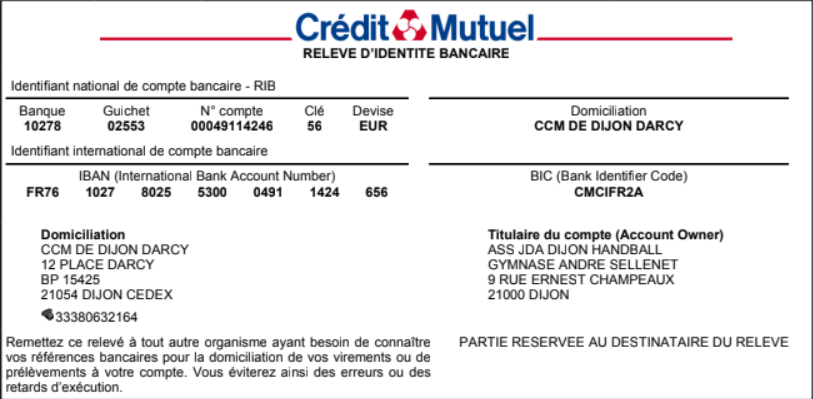 Crédit Mutuel
RELEVE D'IDENTITE BANCAIRE
Identifiant national de compte bancaire - RIB
Banque Guichet N° compte Clé Devise Domiciliation
10278 02553 00049114246 56 EUR CCM DE DIJON DARCY
Identifiant international de compte bancaire
IBAN (International Bank Account Number) BIC (Bank Identifier Code)
FR76 1027 8025 5300 0491 1424 656 CMCIFR2A
Domiciliation
CCM DE DIJON DARCY
12 PLACE DARCY
BP 15425
21054 DIJON CEDEX
33380632164
Titulaire du compte (Account Owner)
ASS JDA DIJON HANDBALL
GYMNASE ANDRE SELLENET
9 RUE ERNEST CHAMPEAUX
21000 DIJON
Remettez ce relevé à tout autre organisme ayant besoin de connaître
vos références bancaires pour la domiciliation de vos virements ou de
prélèvements à votre compte. Vous éviterez ainsi des erreurs ou des
retards d'exécution.
PARTIE RESERVEE AU DESTINATAIRE DU RELEVE